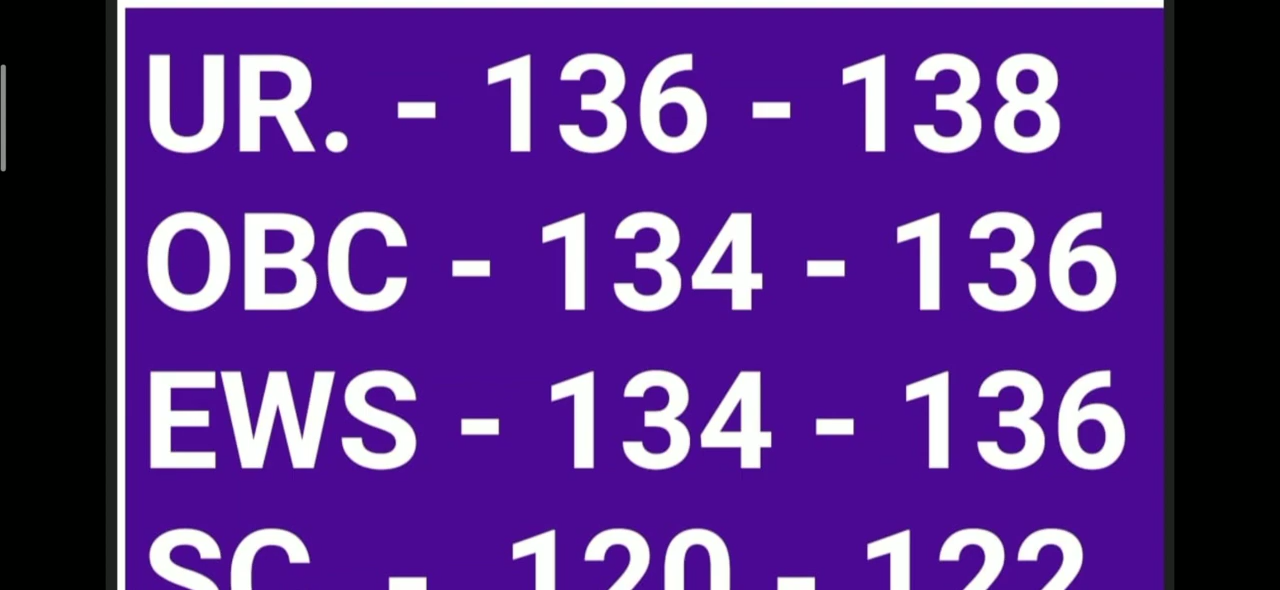 UR. - 136 - 138
OBC - 134 - 136
EWS - 134 - 136
SC - 120 - 122